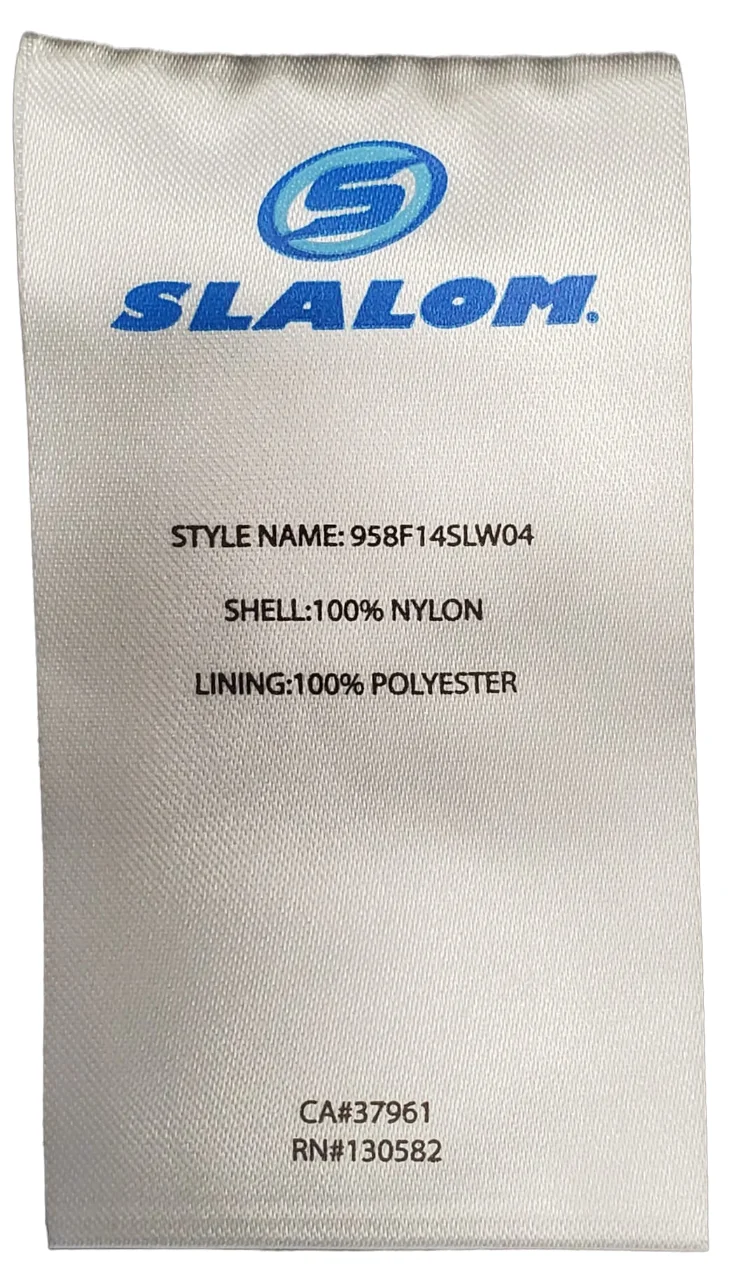 S
SLALOM®
STYLE NAME: 958F14SLW04
SHELL:100% NYLON
LINING:100% POLYESTER
CA#37961
RN#130582